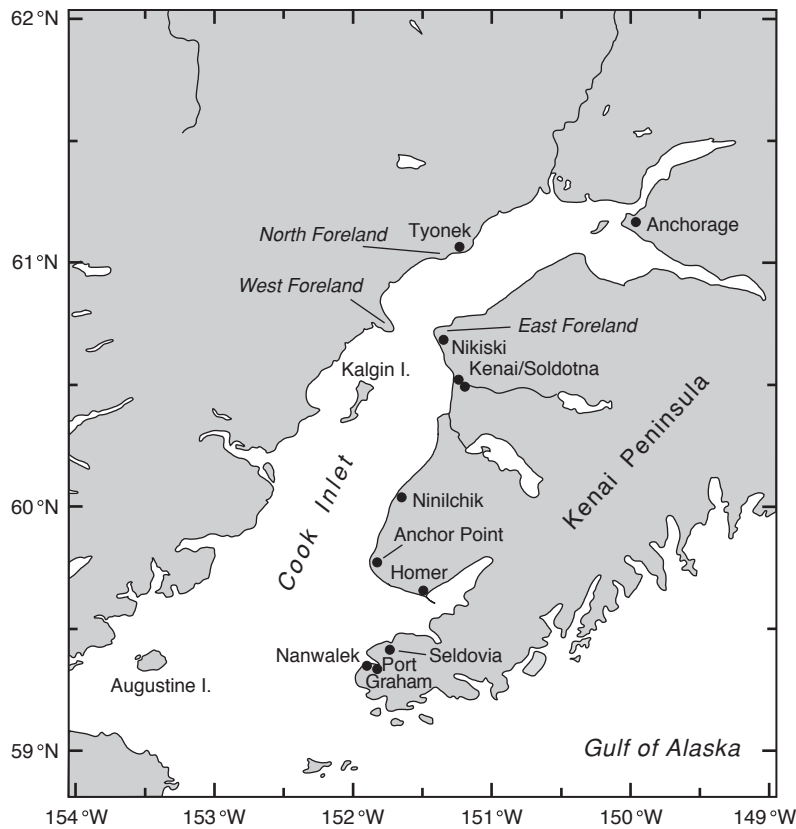 62°N
North Foreland
Tyonek
Anchorage
61°N
West Foreland
East Foreland
Nikiski
Kalgin I.
Kenai/Soldotna
Kenai Peninsula
Cook Inlet
60°N
Ninilchik
Anchor Point
Homer
Nanwalek
Port
Graham
Seldovia
Augustine I.
59°N
Gulf of Alaska
154°W
153°W
152°W
151°W
150°W
149°W